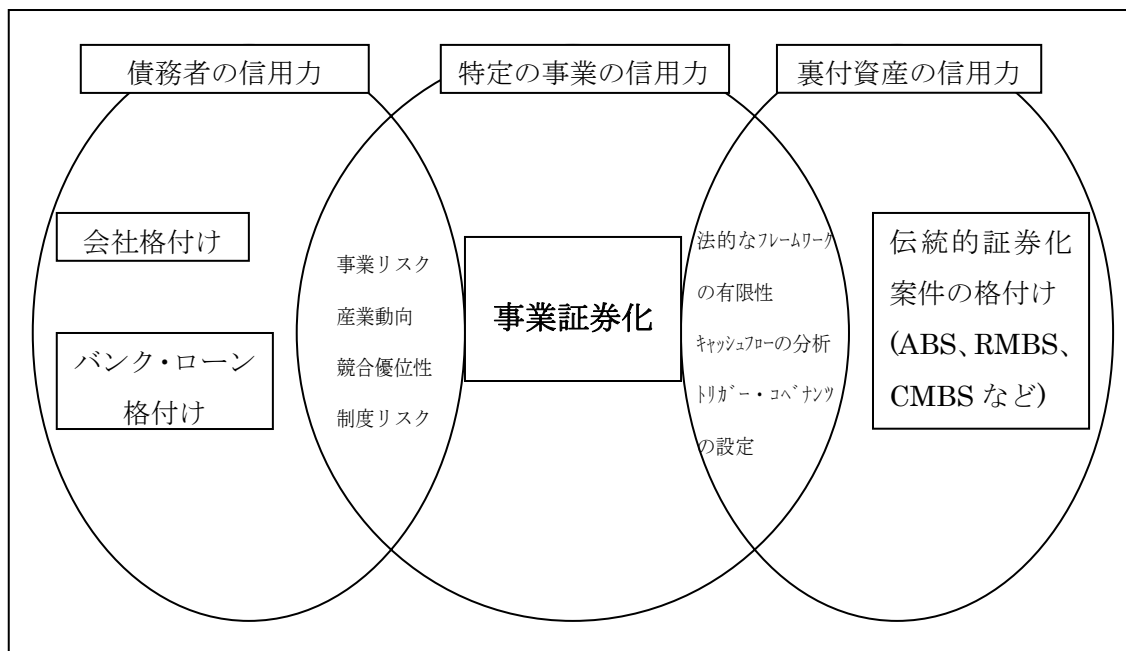 債務者の信用力
特定の事業の信用力
裏付資産の信用力
会社格付け
バンク・ローン
格付け
事業リスク
産業動向
競合優位性
制度リスク
事業証券化
法的なﾌﾚｰﾑﾜｰｸ
の有限性
ｷｬｯｼｭﾌﾛｰの分析
ﾄﾘｶﾞｰ・ｺﾍﾞﾅﾝﾂ
の設定
伝統的証券化
案件の格付け
(ABS、RMBS、
CMBS など)